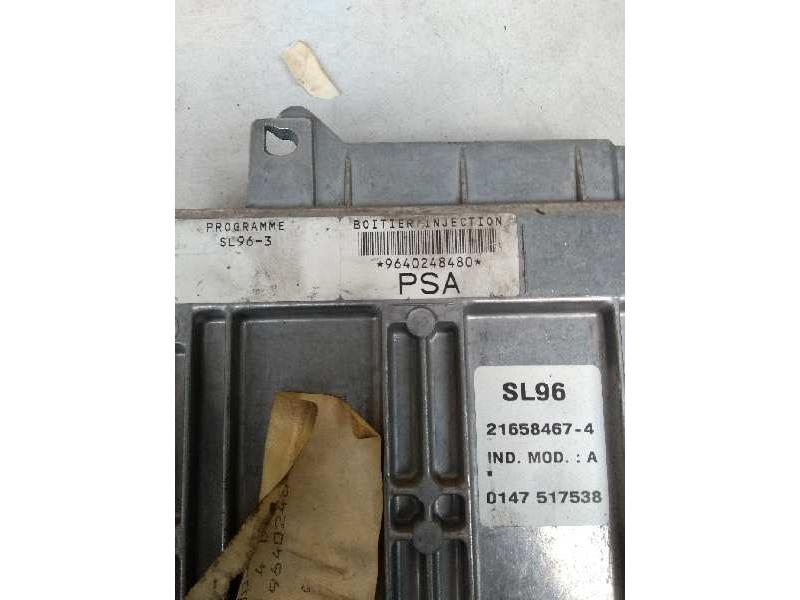 PROGRAMME
SL96-3
BOITIER/INJECTION
*9640248480*
PSA
SL96
21658467-4
IND. MOD. : A
0147 517538